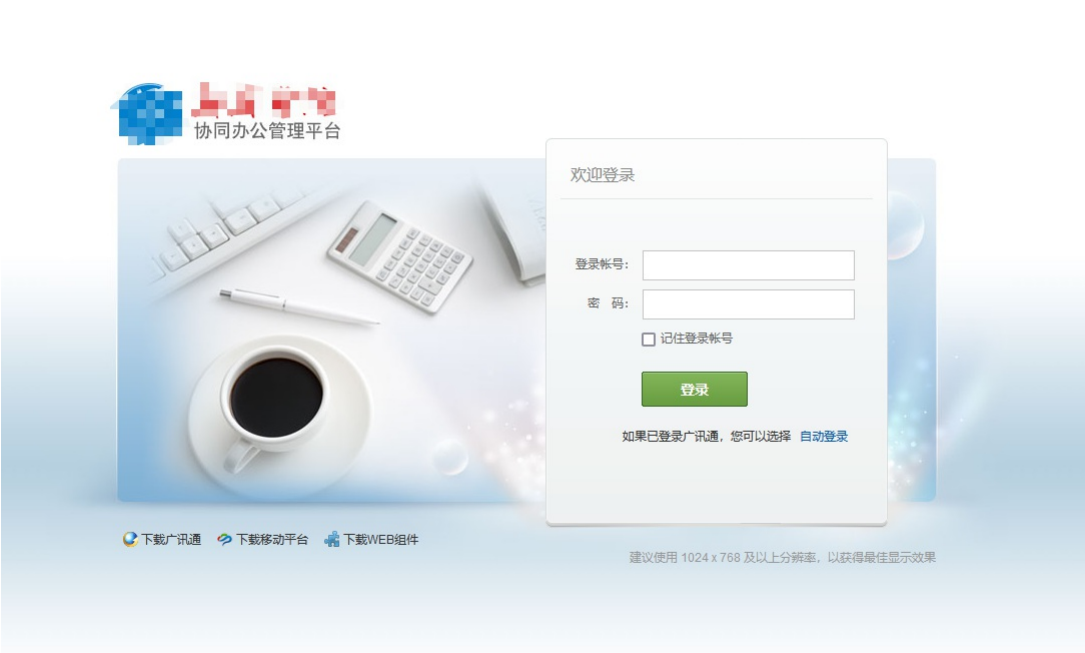 协同办公管理平台
欢迎登录
登录帐号:
密 码:
记住登录帐号
登录
如果已登录广讯通，您可以选择 自动登录
下载广讯通 下载移动平台 下载WEB组件
建议使用 1024 x 768 及以上分辨率，以获得最佳显示效果